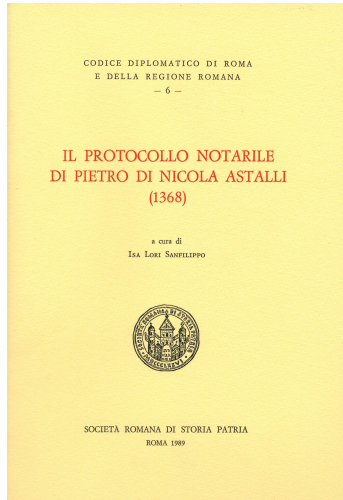 CODICE DIPLOMATICO DI ROMA
E DELLA REGIONE ROMANA
— 6 —
IL PROTOCOLLO NOTARILE
DI PIETRO DI NICOLA ASTALLI
(1368)
a cura di
ISA LORI SANFILIPPO
SOCIETÀ ROMANA DI STORIA PATRIA
ROMA 1989